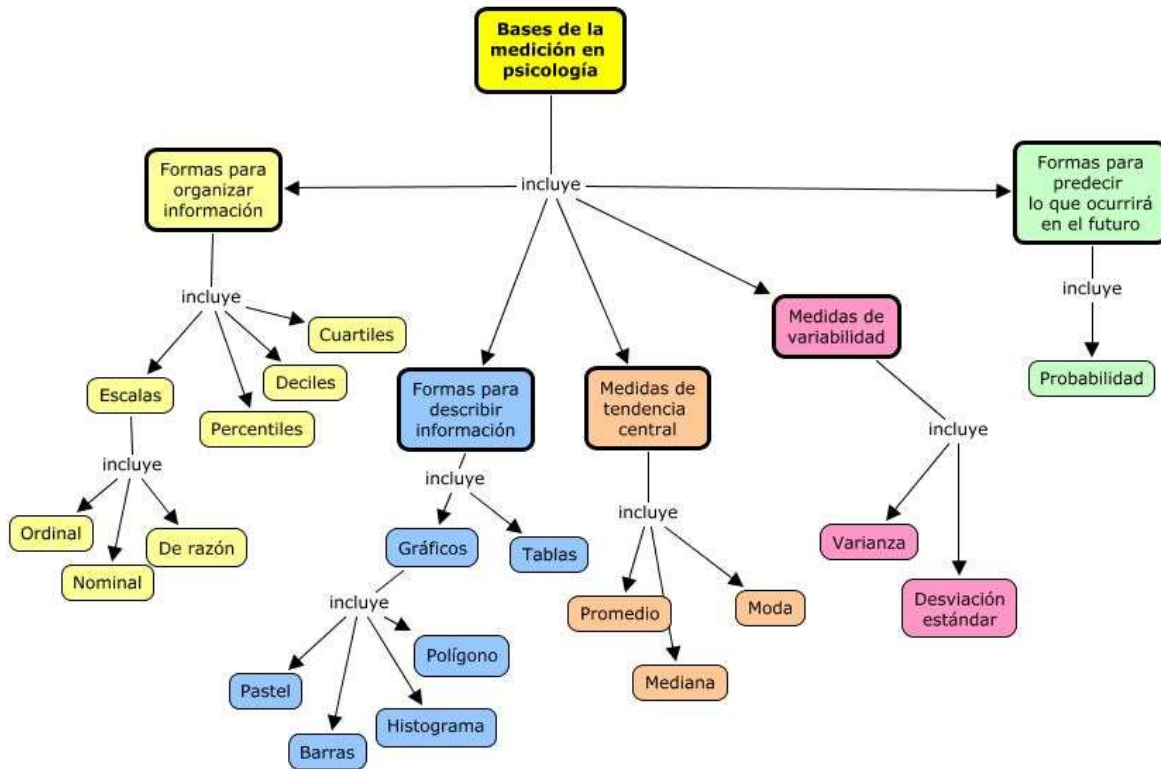 Bases de la
medición en
psicología
Formas para
organizar
información
incluye
Formas para
predecir
lo que ocurrirá
en el futuro
incluye
Cuartiles
Deciles
Percentiles
Escalas
incluye
Ordinal
Nominal
De razón
Formas para
describir
información
incluye
Gráficos
Tablas
incluye
Pastel
Barras
Histograma
Polígono
Medidas de
tendencia
central
incluye
Promedio
Mediana
Moda
Medidas de
variabilidad
incluye
Varianza
Desviación
estándar
incluye
Probabilidad